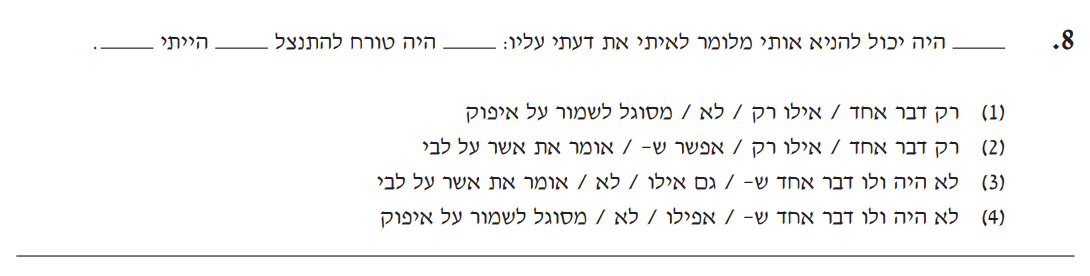 8. _____ היה יכול להניא אותי מלומר לאיתי את דעתי עליו: _____ היה טורח להתנצל _____ הייתי _____.
(1) רק דבר אחד / אילו רק / לא / מסוגל לשמור על איפוק
(2) רק דבר אחד / אילו רק / אפשר ש- / אומר את אשר על לבי
(3) לא היה ולו דבר אחד ש- / גם אילו / לא / אומר את אשר על לבי
(4) לא היה ולו דבר אחד ש- / אפילו / לא / מסוגל לשמור על איפוק